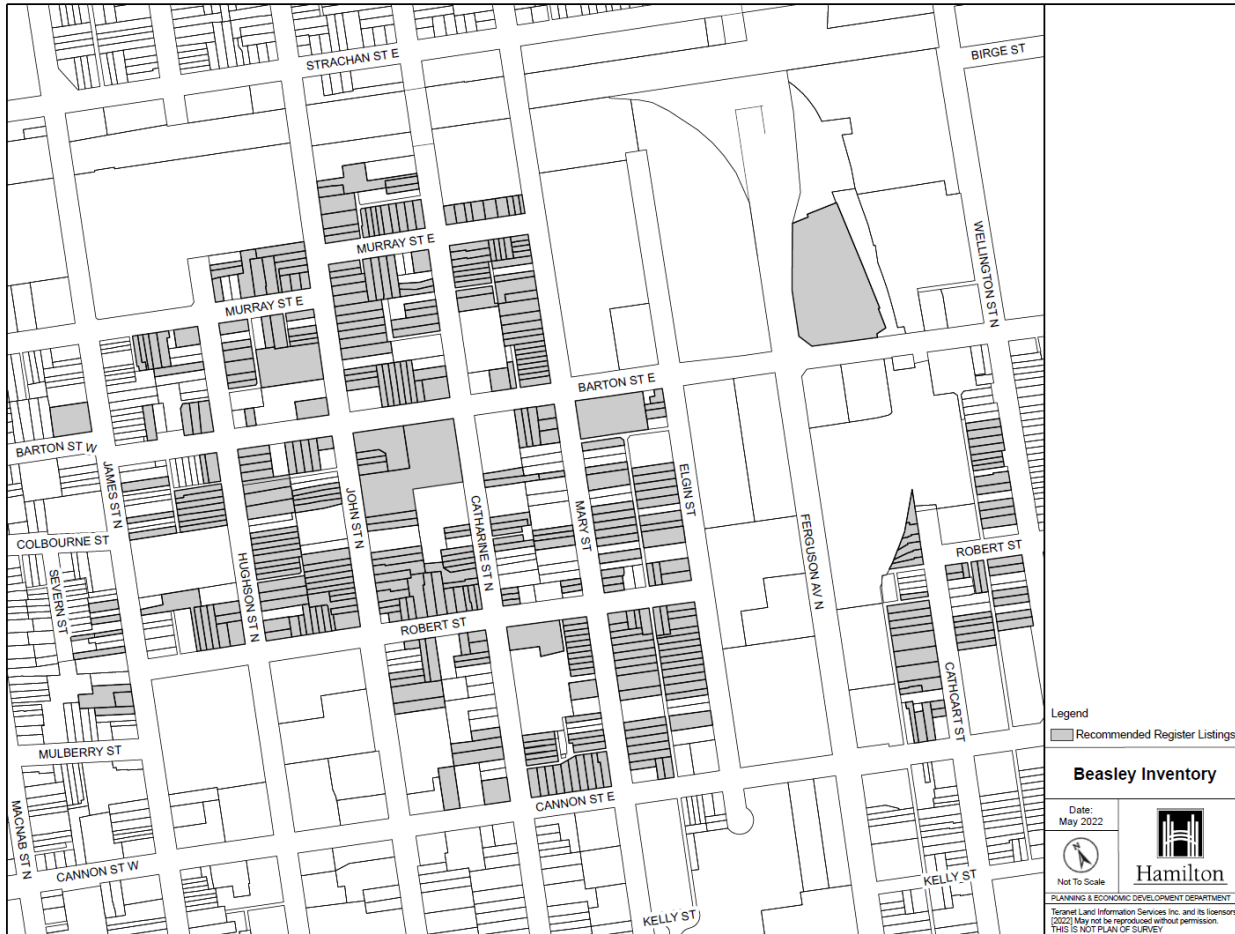 STRACHAN ST E
BIRGE ST
WELLINGTON ST N
MURRAY ST E
MURRAY ST E
BARTON ST E
BARTON ST W
JAMES ST N
JOHN ST N
CATHARINE ST N
MARY ST
ELGIN ST
FERGUSON AV N
COLBOURNE ST
SEVERN ST
HUGHSON ST N
ROBERT ST
ROBERT ST
CATHCART ST
MULBERRY ST
MACNAB ST N
CANNON ST E
CANNON ST W
KELLY ST
KELLY ST
Legend
Recommended Register Listings
Beasley Inventory
Date:
May 2022
N
Not To Scale
Hamilton
PLANNING & ECONOMIC DEVELOPMENT DEPARTMENT
Teranet Land Information Services Inc. and its licensors
[2022] May not be reproduced without permission.
THIS IS NOT PLAN OF SURVEY